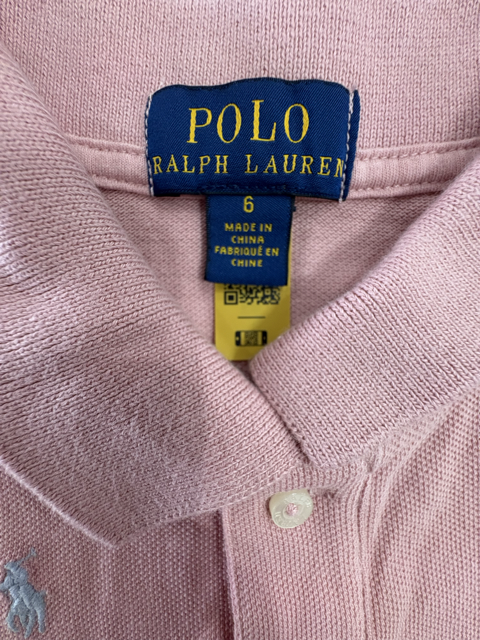 POLO
RALPH LAUREN
6
MADE IN
CHINA
FABRIQUÉ EN
CHINE